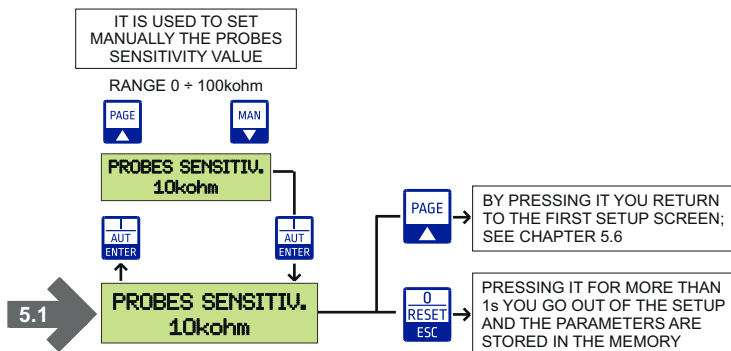 IT IS USED TO SET
MANUALLY THE PROBES
SENSITIVITY VALUE
RANGE 0 ÷ 100kohm
PAGE
MAN
PROBES SENSITIV.
10kohm
I
AUT
ENTER
I
AUT
ENTER
5.1
PROBES SENSITIV.
10kohm
PAGE
BY PRESSING IT YOU RETURN
TO THE FIRST SETUP SCREEN;
SEE CHAPTER 5.6
0
RESET
ESC
PRESSING IT FOR MORE THAN
1s YOU GO OUT OF THE SETUP
AND THE PARAMETERS ARE
STORED IN THE MEMORY